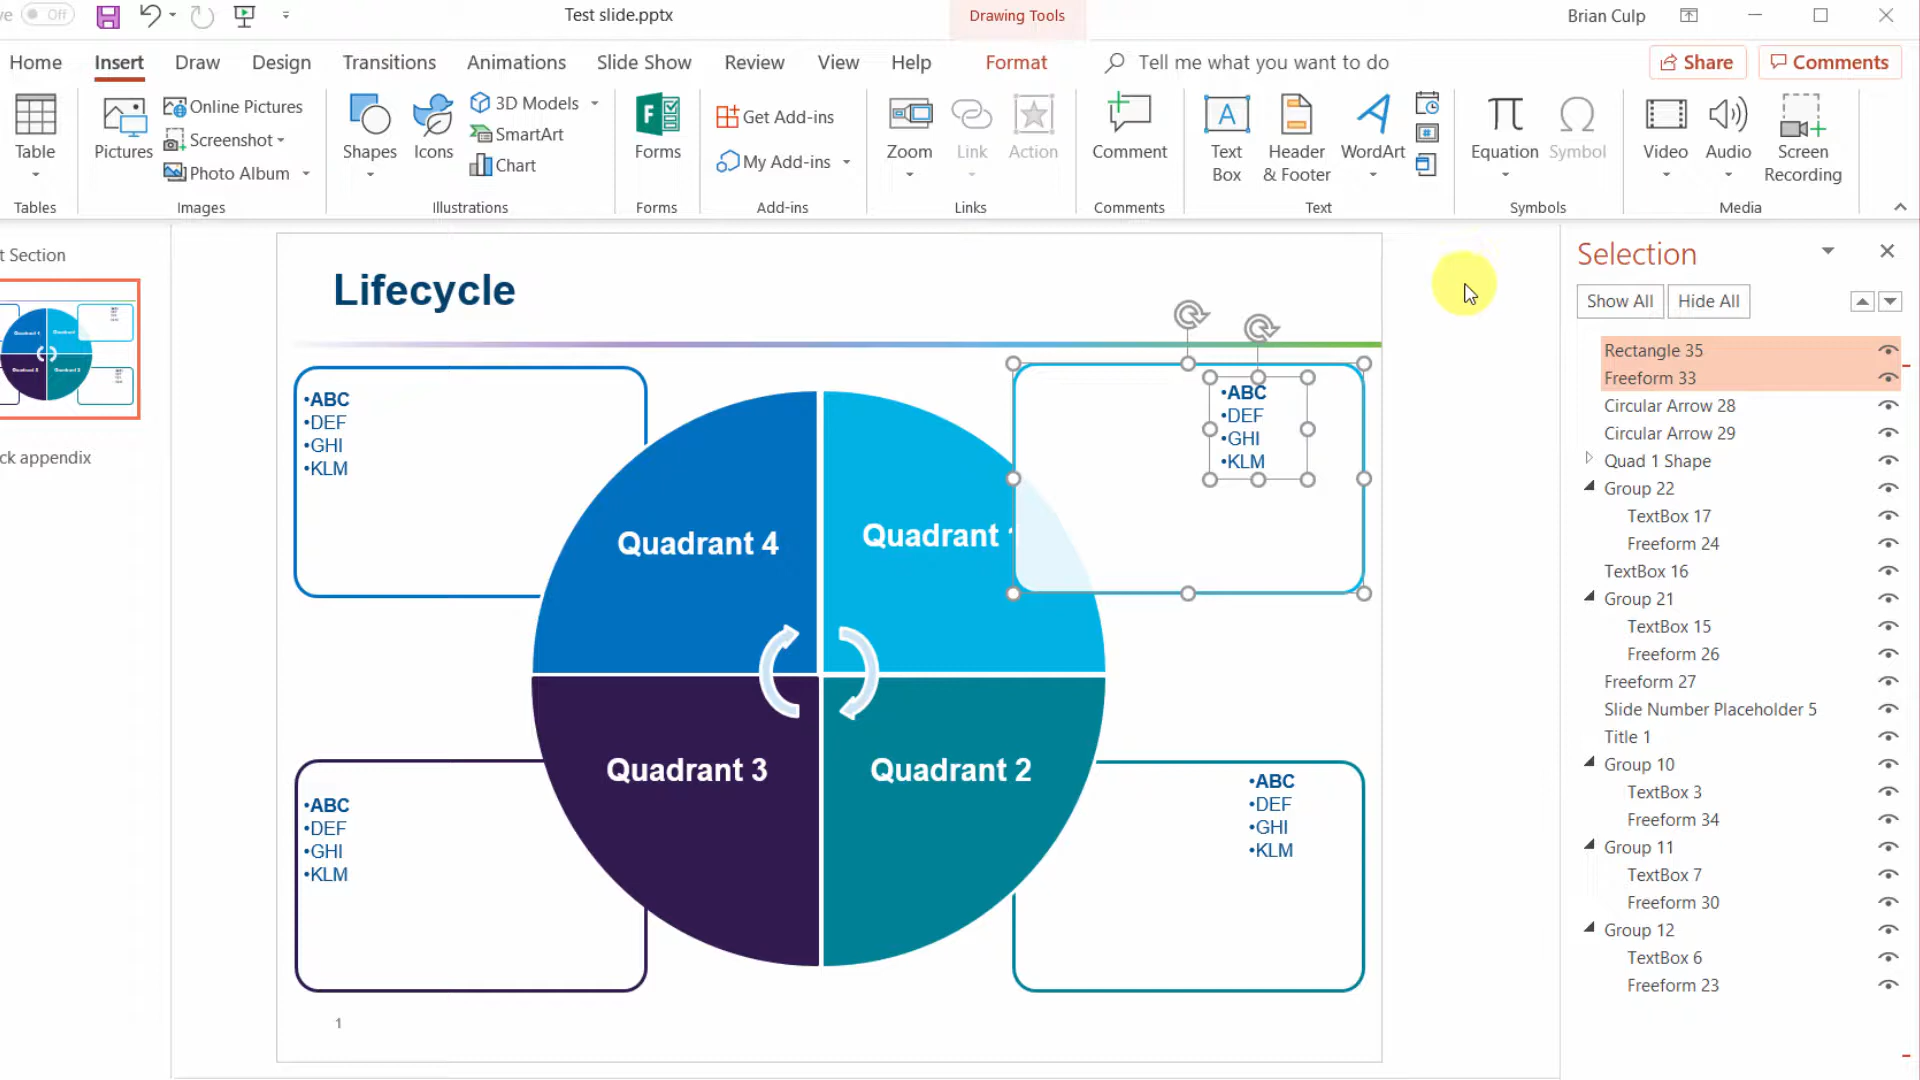 ve Off
Test slide.pptx
Drawing Tools
Brian Culp
Home Insert Draw Design Transitions Animations Slide Show Review View Help Format Tell me what you want to do Share Comments
Table
Pictures
Online Pictures
Screenshot
Photo Album
Shapes
Icons
3D Models
SmartArt
Chart
Forms
Get Add-ins
My Add-ins
Zoom
Link
Action
Comment
Text Box
Header & Footer
WordArt
Equation
Symbol
Video
Audio
Screen Recording
Tables
Images
Illustrations
Forms
Add-ins
Links
Comments
Text
Symbols
Media
t Section
ck appendix
Lifecycle
•ABC
•DEF
•GHI
•KLM
•ABC
•DEF
•GHI
•KLM
Quadrant 4
Quadrant 1
Quadrant 3
Quadrant 2
•ABC
•DEF
•GHI
•KLM
•ABC
•DEF
•GHI
•KLM
1
Selection
Show All
Hide All
Rectangle 35
Freeform 33
Circular Arrow 28
Circular Arrow 29
Quad 1 Shape
Group 22
TextBox 17
Freeform 24
TextBox 16
Group 21
TextBox 15
Freeform 26
Freeform 27
Slide Number Placeholder 5
Title 1
Group 10
TextBox 3
Freeform 34
Group 11
TextBox 7
Freeform 30
Group 12
TextBox 6
Freeform 23